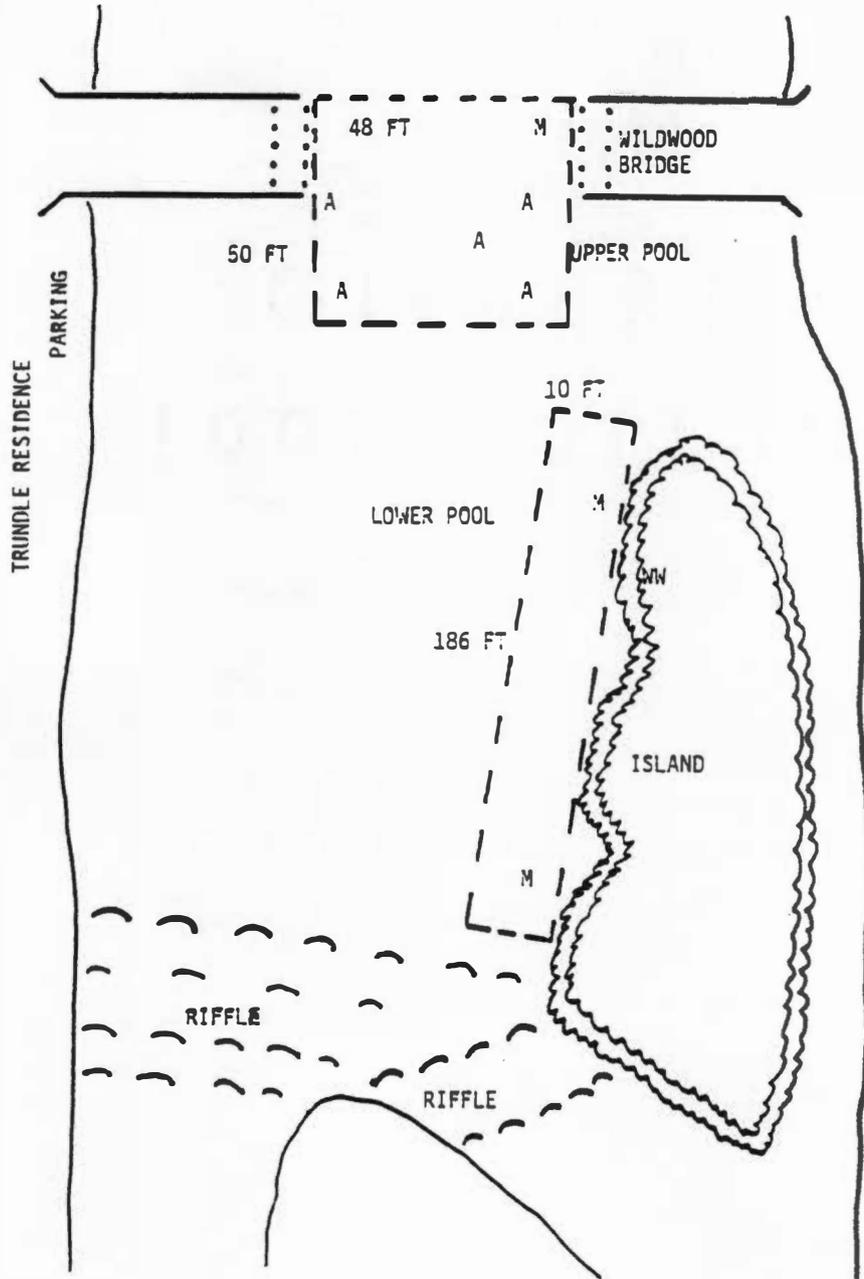 48 FT
M
WILDWOOD
BRIDGE
A
A
A
50 FT
UPPER POOL
A
A
PARKING
TRUNDLE RESIDENCE
10 FT
M
LOWER POOL
WW
186 FT
ISLAND
M
RIFFLE
RIFFLE